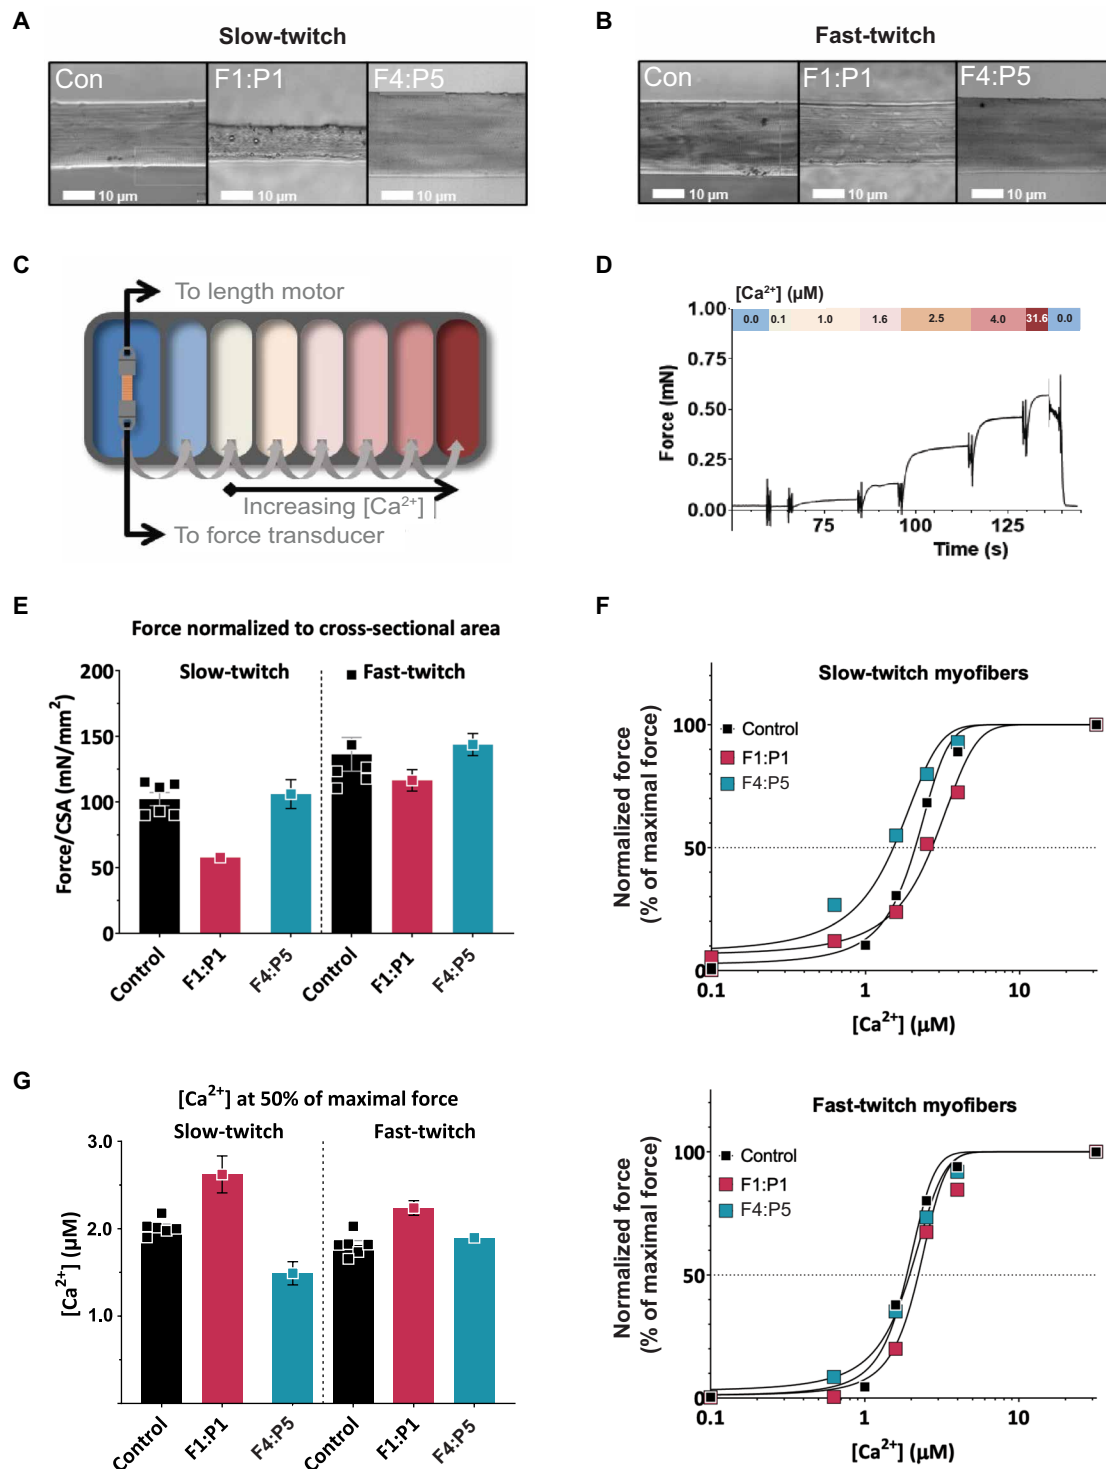 A
Slow-twitch
Con
F1:P1
F4:P5
10 µm
10 µm
10 µm
B
Fast-twitch
Con
F1:P1
F4:P5
10 µm
10 µm
10 µm
C
To length motor
Increasing [Ca2+]
To force transducer
D
[Ca2+] (µM)
0.0 0.1 1.0 1.6 2.5 4.0 31.6 0.0
1.00
0.75
0.50
0.25
0.00
Force (mN)
75 100 125
Time (s)
E
Force normalized to cross-sectional area
Slow-twitch
Fast-twitch
200
150
100
50
0
Force/CSA (mN/mm2)
Control
F1:P1
F4:P5
Control
F1:P1
F4:P5
F
Slow-twitch myofibers
Control
F1:P1
F4:P5
100
50
0
Normalized force
(% of maximal force)
0.1 1 10
[Ca2+] (µM)
G
[Ca2+] at 50% of maximal force
Slow-twitch
Fast-twitch
3.0
2.0
1.0
[Ca2+] (µM)
Control
F1:P1
F4:P5
Control
F1:P1
F4:P5
Fast-twitch myofibers
Control
F1:P1
F4:P5
100
50
0
Normalized force
(% of maximal force)
0.1 1 10
[Ca2+] (µM)